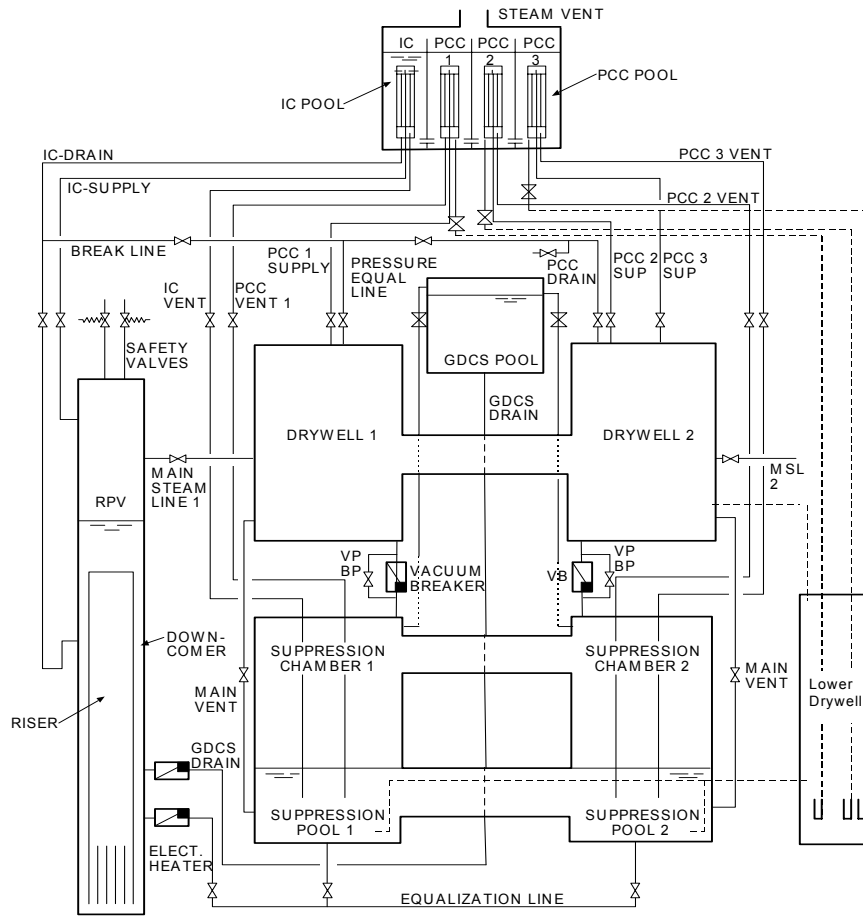 STEAM VENT
IC
PCC
1
PCC
2
PCC
3
IC POOL
PCC POOL
IC-DRAIN
IC-SUPPLY
PCC 3 VENT
PCC 2 VENT
BREAK LINE
PCC 1
SUPPLY
PRESSURE
EQUAL
LINE
PCC
DRAIN
PCC 2
SUP
PCC 3
SUP
IC
VENT
PCC
VENT 1
SAFETY
VALVES
GDCS POOL
GDCS
DRAIN
DRYWELL 1
DRYWELL 2
MAIN
STEAM
LINE 1
MSL
2
RPV
VP
BP
VACUUM
BREAKER
VB
VP
BP
DOWN-
COMER
SUPPRESSION
CHAMBER 1
SUPPRESSION
CHAMBER 2
MAIN
VENT
MAIN
VENT
Lower
Drywell
RISER
GDCS
DRAIN
SUPPRESSION
POOL 1
SUPPRESSION
POOL 2
ELECT.
HEATER
EQUALIZATION LINE